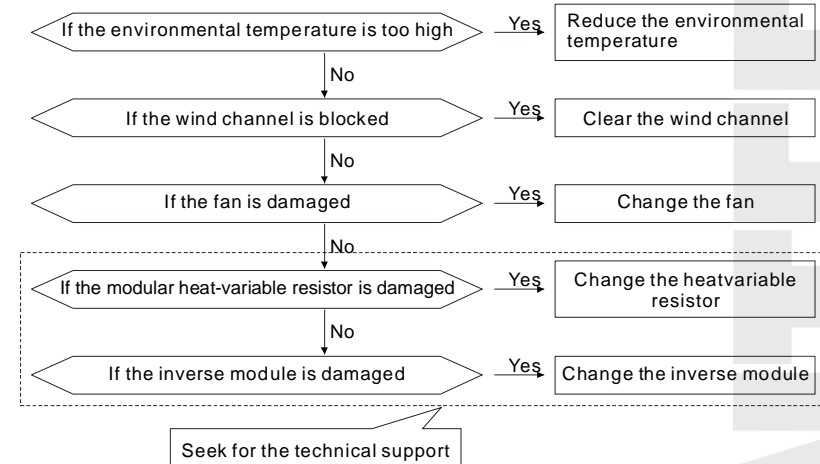 If the environmental temperature is too high
Yes
Reduce the environmental
temperature
No
If the wind channel is blocked
Yes
Clear the wind channel
No
If the fan is damaged
Yes
Change the fan
No
If the modular heat-variable resistor is damaged
Yes
Change the heatvariable
resistor
No
If the inverse module is damaged
Yes
Change the inverse module
Seek for the technical support